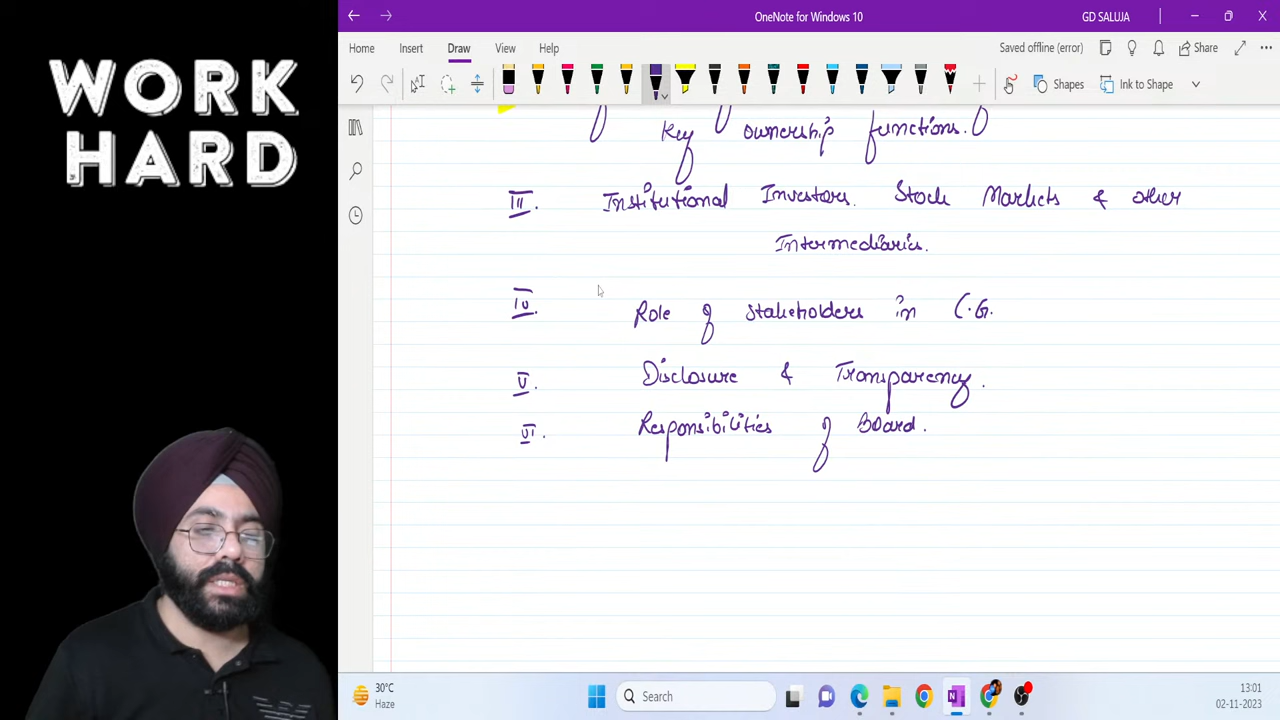 WORK
HARD
OneNote for Windows 10
GD SALUJA
Home Insert Draw View Help
Saved offline (error)
Share
Shapes
Ink to Shape
Key ownership functions.
III. Institutional Investors. Stock Markets & other
Intermediaries.
IV. Role of stakeholders in C.G.
V. Disclosure & Transparency.
VI. Responsibilities of Board.
30°C
Haze
Search
13:01
02-11-2023